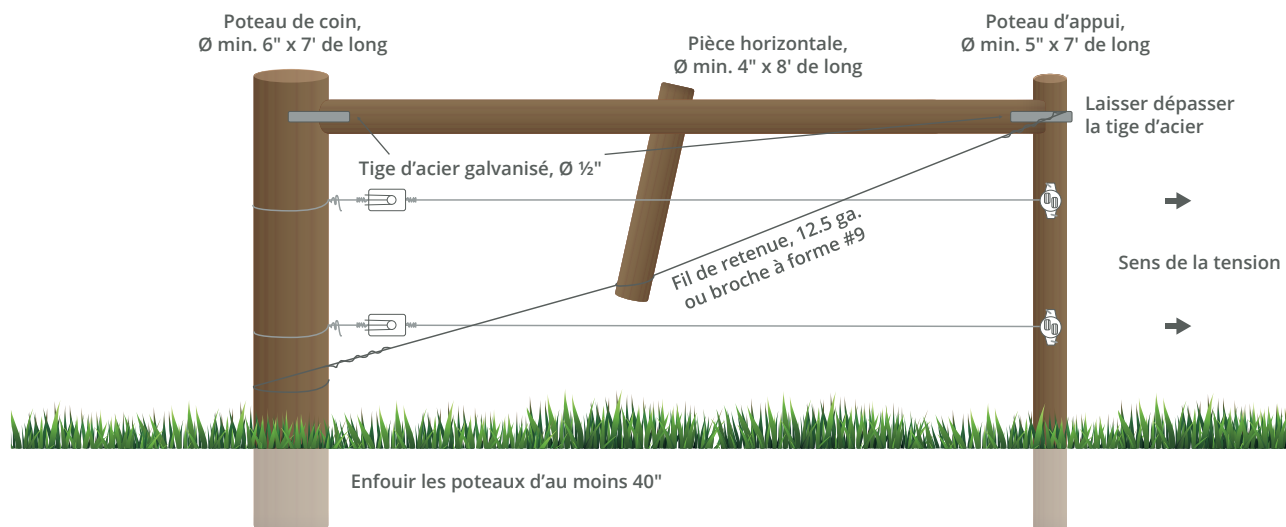 Poteau de coin,
Ø min. 6" x 7' de long
Pièce horizontale,
Ø min. 4" x 8' de long
Poteau d'appui,
Ø min. 5" x 7' de long
Laisser dépasser
la tige d'acier
Tige d'acier galvanisé, Ø ½"
Fil de retenue, 12.5 ga.
ou broche à forme #9
Sens de la tension
Enfouir les poteaux d'au moins 40"